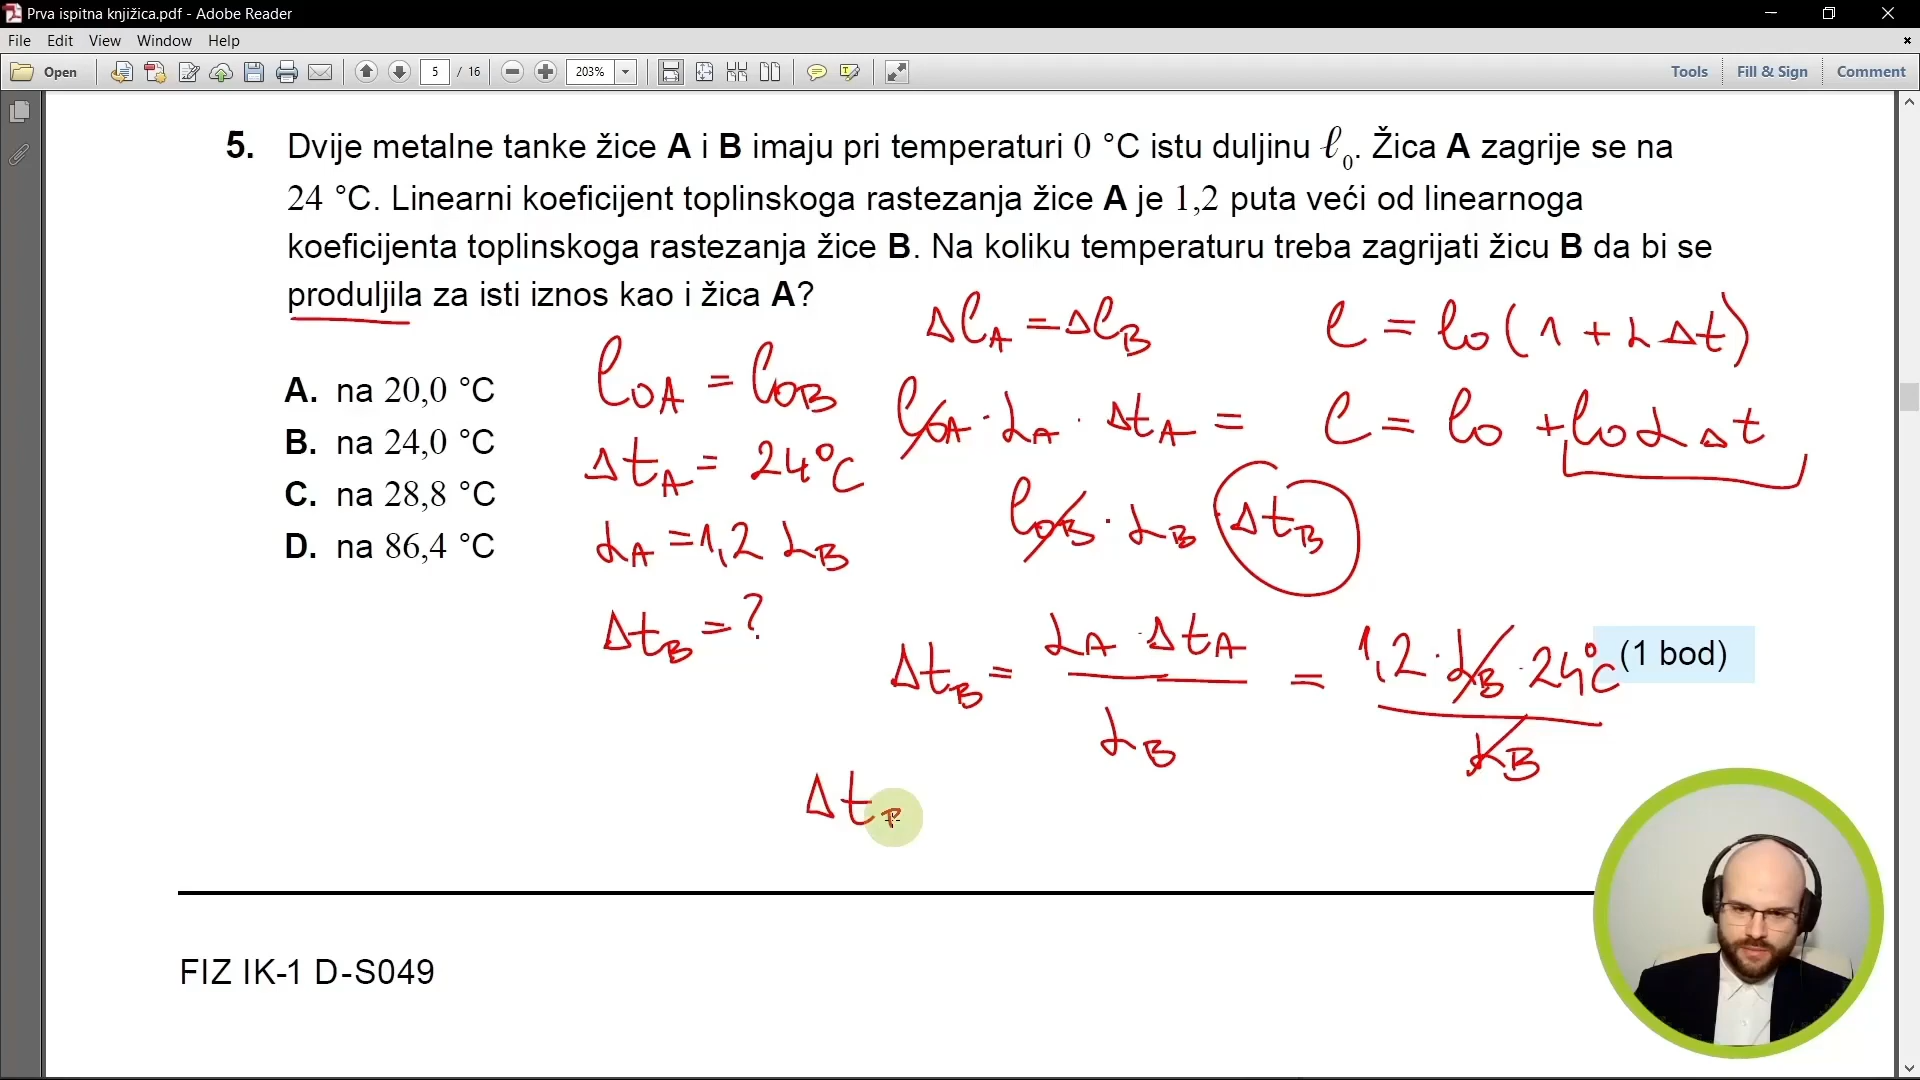 Prva ispitna knjižica.pdf - Adobe Reader
File Edit View Window Help
Open 5 / 16 203% Tools Fill & Sign Comment
5. Dvije metalne tanke žice A i B imaju pri temperaturi 0 °C istu duljinu ℓ₀. Žica A zagrije se na
24 °C. Linearni koeficijent toplinskoga rastezanja žice A je 1,2 puta veći od linearnoga
koeficijenta toplinskoga rastezanja žice B. Na koliku temperaturu treba zagrijati žicu B da bi se
produljila za isti iznos kao i žica A?
A. na 20,0 °C
B. na 24,0 °C
C. na 28,8 °C
D. na 86,4 °C
l0A = l0B
ΔtA = 24°C
αA = 1,2 αB
ΔtB = ?
ΔlA = ΔlB
l0A · αA · ΔtA =
l0B · αB · ΔtB
l = l0 (1 + αΔt)
l = l0 + l0αΔt
ΔtB = αA · ΔtA / αB = 1,2 · αB · 24°C / αB
(1 bod)
Δt
FIZ IK-1 D-S049